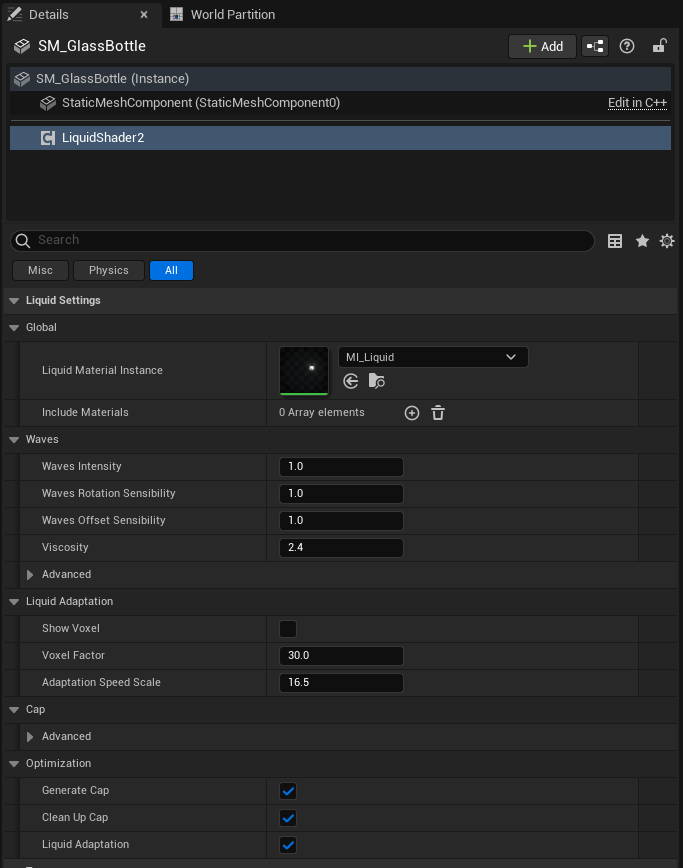 Details
World Partition
SM_GlassBottle
Add
SM_GlassBottle (Instance)
StaticMeshComponent (StaticMeshComponent0)
Edit in C++
LiquidShader2
Search
Misc
Physics
All
Liquid Settings
Global
Liquid Material Instance
MI_Liquid
Include Materials
0 Array elements
Waves
Waves Intensity
1.0
Waves Rotation Sensibility
1.0
Waves Offset Sensibility
1.0
Viscosity
2.4
Advanced
Liquid Adaptation
Show Voxel
Voxel Factor
30.0
Adaptation Speed Scale
16.5
Cap
Advanced
Optimization
Generate Cap
Clean Up Cap
Liquid Adaptation